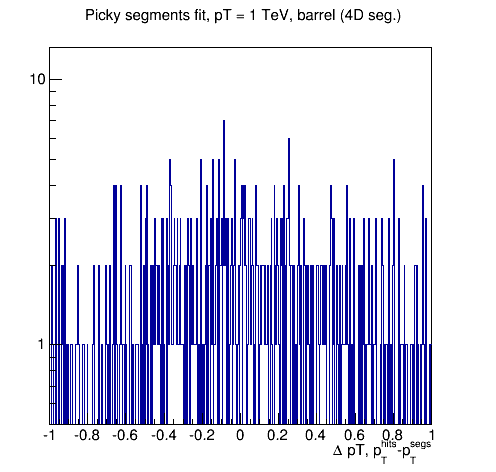 Picky segments fit, pT = 1 TeV, barrel (4D seg.)
10
1
-1 -0.8 -0.6 -0.4 -0.2 0 0.2 0.4 0.6 0.8 1
Δ pT, p_T^hits-p_T^segs